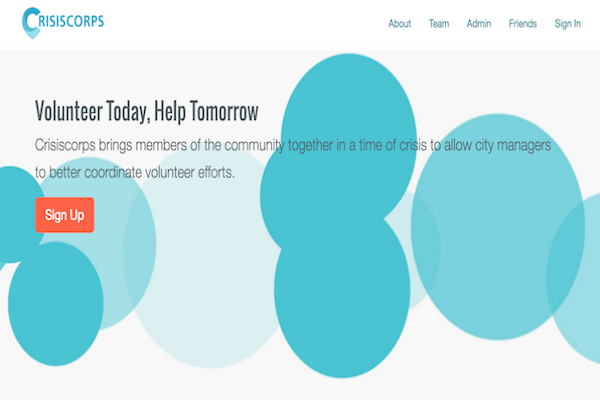 CRISISCORPS
About Team Admin Friends Sign In
Volunteer Today, Help Tomorrow
Crisiscorps brings members of the community together in a time of crisis to allow city managers
to better coordinate volunteer efforts.
Sign Up